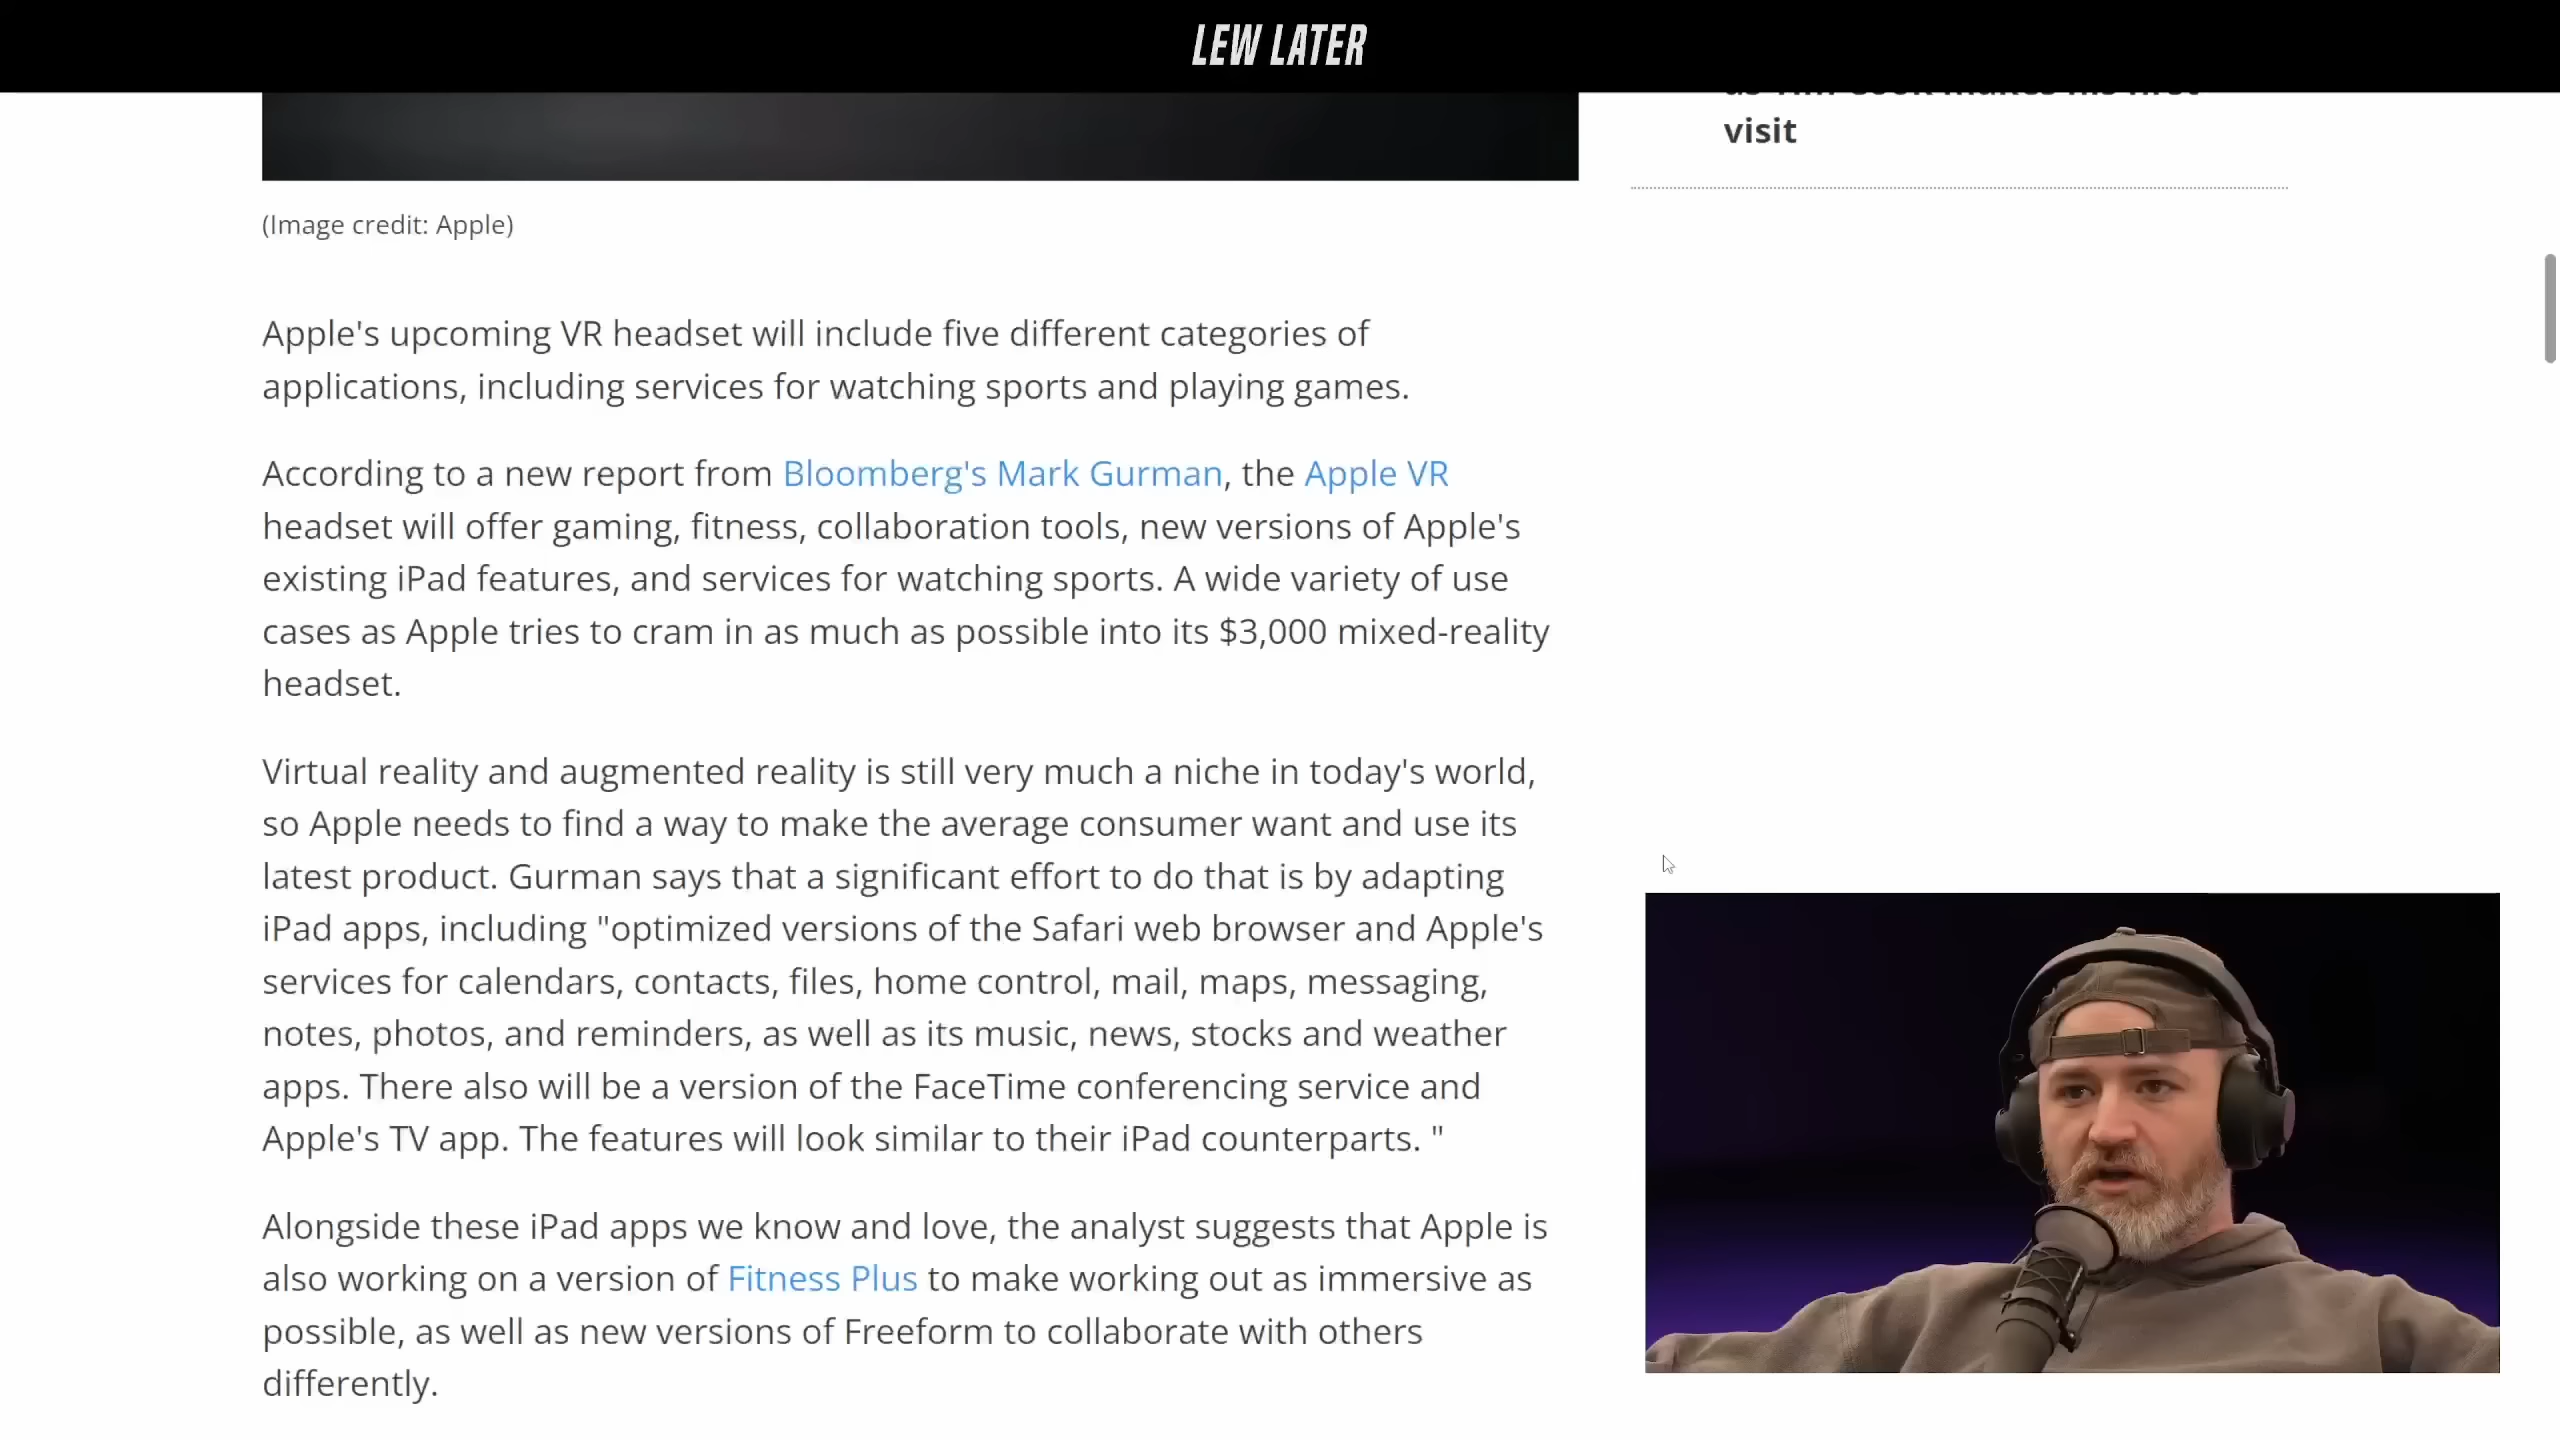 LEW LATER
visit
(Image credit: Apple)
Apple's upcoming VR headset will include five different categories of
applications, including services for watching sports and playing games.
According to a new report from Bloomberg's Mark Gurman, the Apple VR
headset will offer gaming, fitness, collaboration tools, new versions of Apple's
existing iPad features, and services for watching sports. A wide variety of use
cases as Apple tries to cram in as much as possible into its $3,000 mixed-reality
headset.
Virtual reality and augmented reality is still very much a niche in today's world,
so Apple needs to find a way to make the average consumer want and use its
latest product. Gurman says that a significant effort to do that is by adapting
iPad apps, including "optimized versions of the Safari web browser and Apple's
services for calendars, contacts, files, home control, mail, maps, messaging,
notes, photos, and reminders, as well as its music, news, stocks and weather
apps. There also will be a version of the FaceTime conferencing service and
Apple's TV app. The features will look similar to their iPad counterparts. "
Alongside these iPad apps we know and love, the analyst suggests that Apple is
also working on a version of Fitness Plus to make working out as immersive as
possible, as well as new versions of Freeform to collaborate with others
differently.